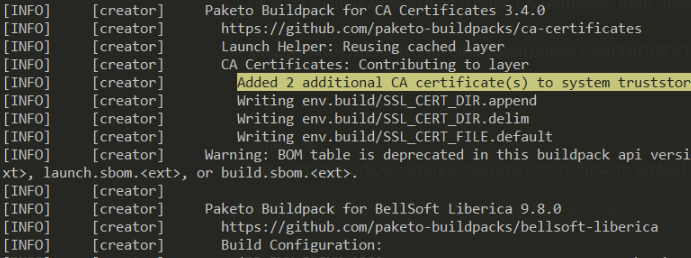 [INFO] [creator] Paketo Buildpack for CA Certificates 3.4.0
[INFO] [creator] https://github.com/paketo-buildpacks/ca-certificates
[INFO] [creator] Launch Helper: Reusing cached layer
[INFO] [creator] CA Certificates: Contributing to layer
[INFO] [creator] Added 2 additional CA certificate(s) to system truststor
[INFO] [creator] Writing env.build/SSL_CERT_DIR.append
[INFO] [creator] Writing env.build/SSL_CERT_DIR.delim
[INFO] [creator] Writing env.build/SSL_CERT_FILE.default
[INFO] [creator] Warning: BOM table is deprecated in this buildpack api versi
xt>, launch.sbom.<ext>, or build.sbom.<ext>.
[INFO] [creator]
[INFO] [creator] Paketo Buildpack for BellSoft Liberica 9.8.0
[INFO] [creator] https://github.com/paketo-buildpacks/bellsoft-liberica
[INFO] [creator] Build Configuration: